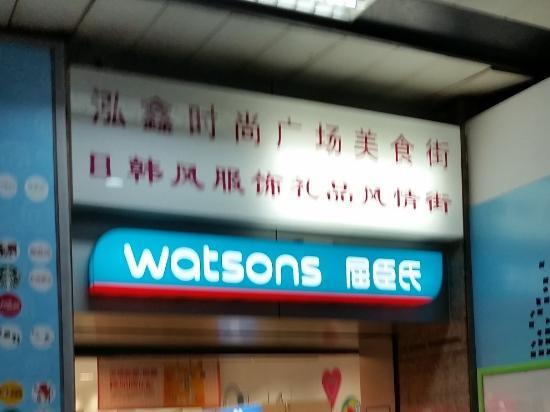 泓鑫时尚广场美食街
日韩风服饰礼品风情街
watsons 屈臣氏